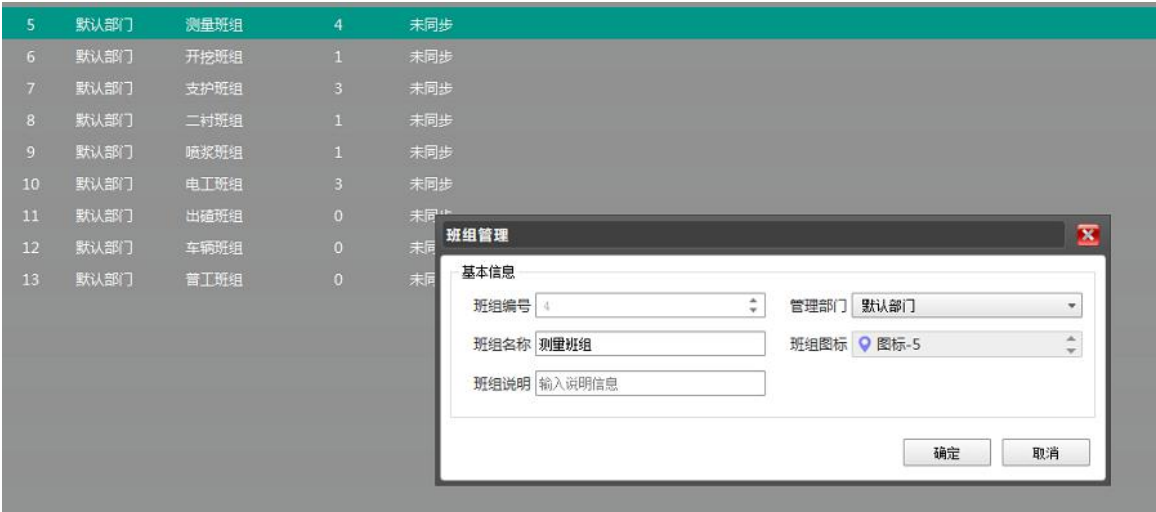 5 默认部门 测量班组 4 未同步
6 默认部门 开挖班组 1 未同步
7 默认部门 支护班组 3 未同步
8 默认部门 二衬班组 1 未同步
9 默认部门 喷浆班组 1 未同步
10 默认部门 电工班组 3 未同步
11 默认部门 出碴班组 0 未同
12 默认部门 车辆班组 0 未同
13 默认部门 普工班组 0 未同
班组管理
基本信息
班组编号 4 管理部门 默认部门
班组名称 测量班组 班组图标 图标-5
班组说明 输入说明信息
确定 取消